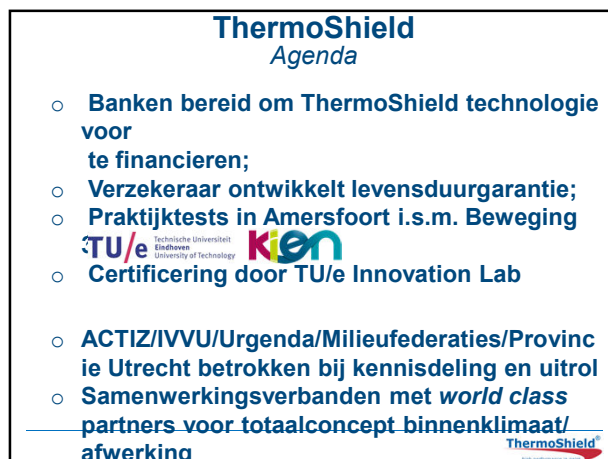 ThermoShield
Agenda
○ Banken bereid om ThermoShield technologie
voor
te financieren;
○ Verzekeraar ontwikkelt levensduurgarantie;
○ Praktijktests in Amersfoort i.s.m. Beweging
TU/e Technische Universiteit
Eindhoven
University of Technology
Kien
○ Certificering door TU/e Innovation Lab
○ ACTIZ/IVVU/Urgenda/Milieufederaties/Provinc
ie Utrecht betrokken bij kennisdeling en uitrol
○ Samenwerkingsverbanden met world class
partners voor totaalconcept binnenklimaat/
afwerking
ThermoShield®